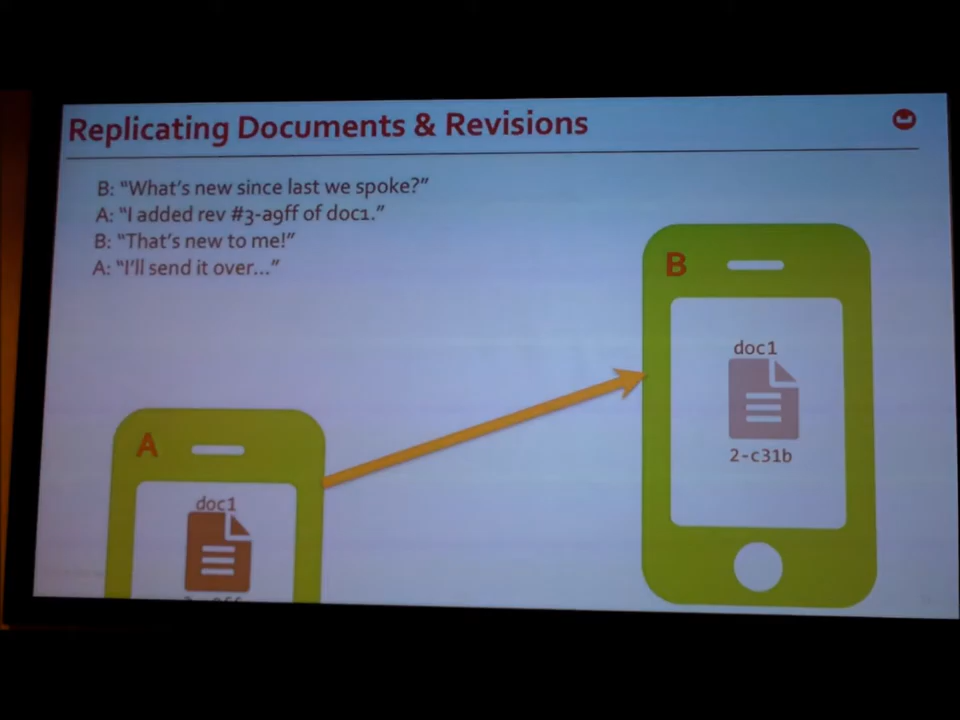 Replicating Documents & Revisions
B: “What’s new since last we spoke?”
A: “I added rev #3-a9ff of doc1.”
B: “That’s new to me!”
A: “I’ll send it over…”
B
doc1
2-c31b
A
doc1